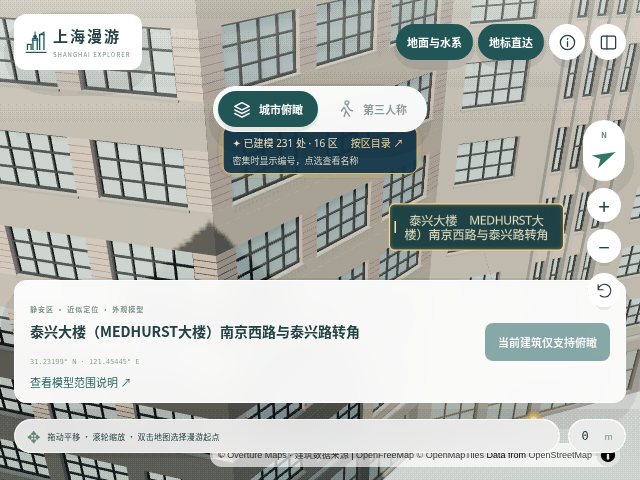 上海漫游
SHANGHAI EXPLORER
地面与水系
地标直达
城市俯瞰
第三人称
✦ 已建模 231 处 · 16 区 按区目录 ↗
密集时显示编号，点选查看名称
N
泰兴大楼 MEDHURST大
楼）南京西路与泰兴路转角
静安区 · 近似定位 · 外观模型
泰兴大楼（MEDHURST大楼）南京西路与泰兴路转角
31.23199° N · 121.45445° E
查看模型范围说明 ↗
当前建筑仅支持俯瞰
拖动平移 · 滚轮缩放 · 双击地图选择漫游起点
0 m
© Overture Maps · 建筑数据来源 | OpenFreeMap © OpenMapTiles Data from OpenStreetMap